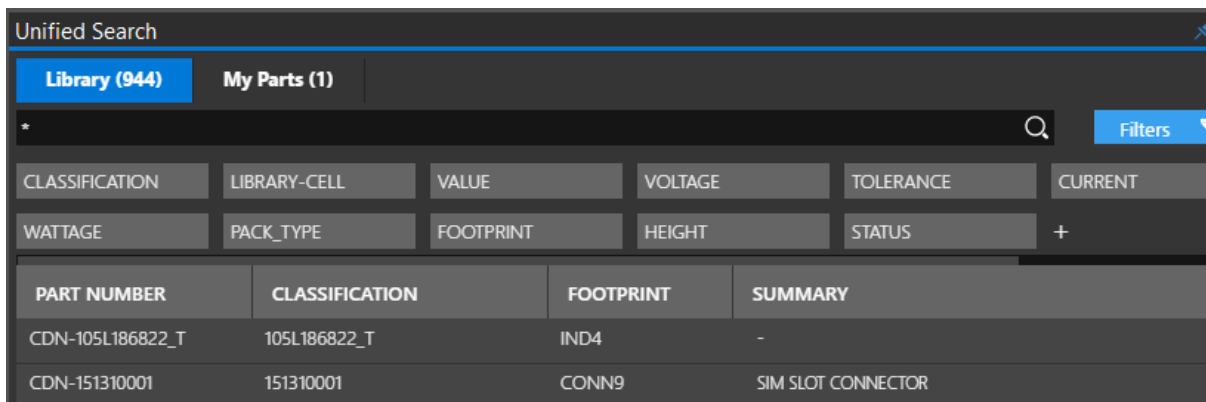 Unified Search
Library (944) My Parts (1)
*
Filters
CLASSIFICATION LIBRARY-CELL VALUE VOLTAGE TOLERANCE CURRENT
WATTAGE PACK_TYPE FOOTPRINT HEIGHT STATUS +
PART NUMBER CLASSIFICATION FOOTPRINT SUMMARY
CDN-105L186822_T 105L186822_T IND4 -
CDN-151310001 151310001 CONN9 SIM SLOT CONNECTOR